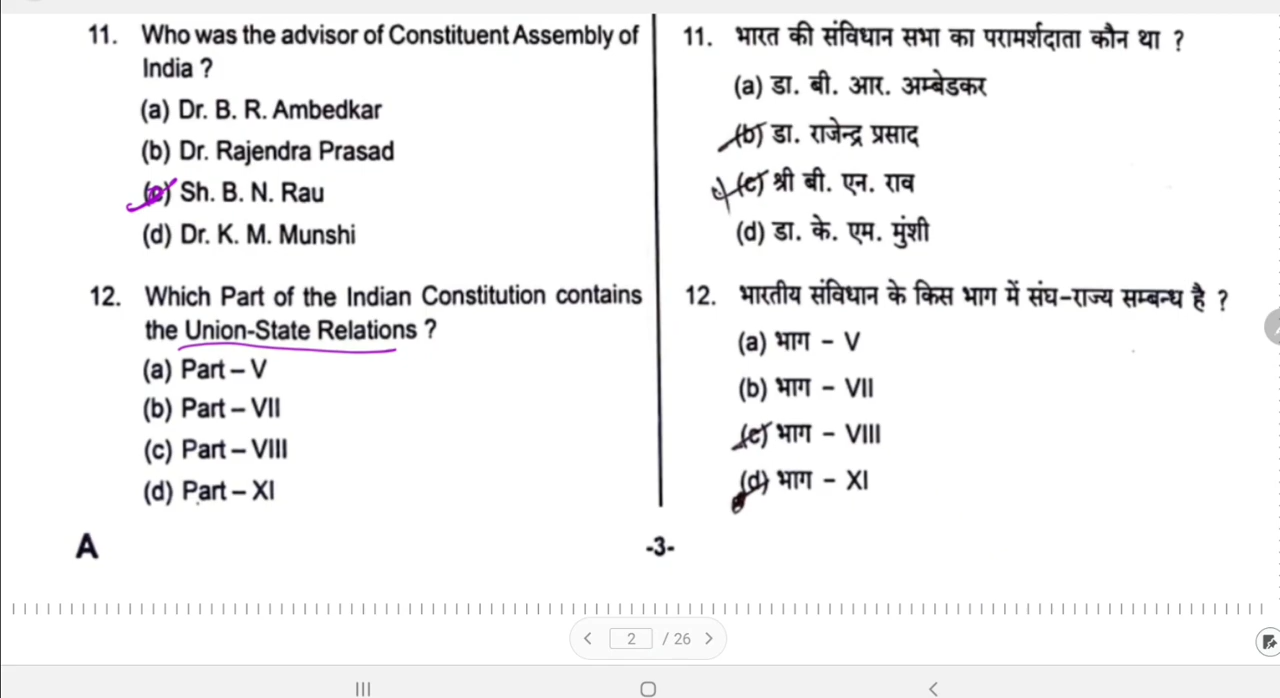 11. Who was the advisor of Constituent Assembly of
India ?
(a) Dr. B. R. Ambedkar
(b) Dr. Rajendra Prasad
(c) Sh. B. N. Rau
(d) Dr. K. M. Munshi
12. Which Part of the Indian Constitution contains
the Union-State Relations ?
(a) Part – V
(b) Part – VII
(c) Part – VIII
(d) Part – XI
11. भारत की संविधान सभा का परामर्शदाता कौन था ?
(a) डा. बी. आर. अम्बेडकर
(b) डा. राजेन्द्र प्रसाद
(c) श्री बी. एन. राव
(d) डा. के. एम. मुंशी
12. भारतीय संविधान के किस भाग में संघ-राज्य सम्बन्ध है ?
(a) भाग – V
(b) भाग – VII
(c) भाग – VIII
(d) भाग – XI
A
-3-
2 / 26